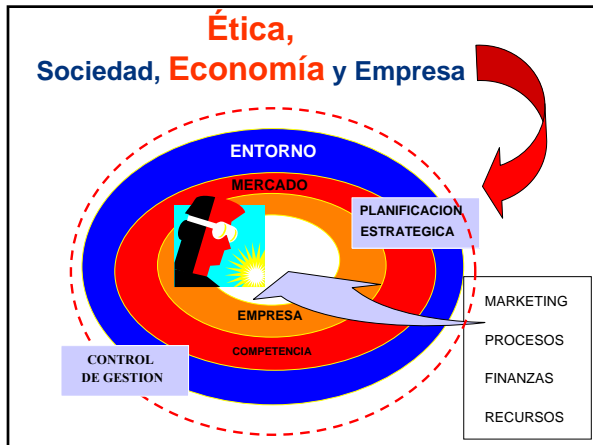 Ética,
Sociedad, Economía y Empresa
ENTORNO
MERCADO
PLANIFICACION
ESTRATEGICA
EMPRESA
COMPETENCIA
CONTROL
DE GESTION
MARKETING
PROCESOS
FINANZAS
RECURSOS